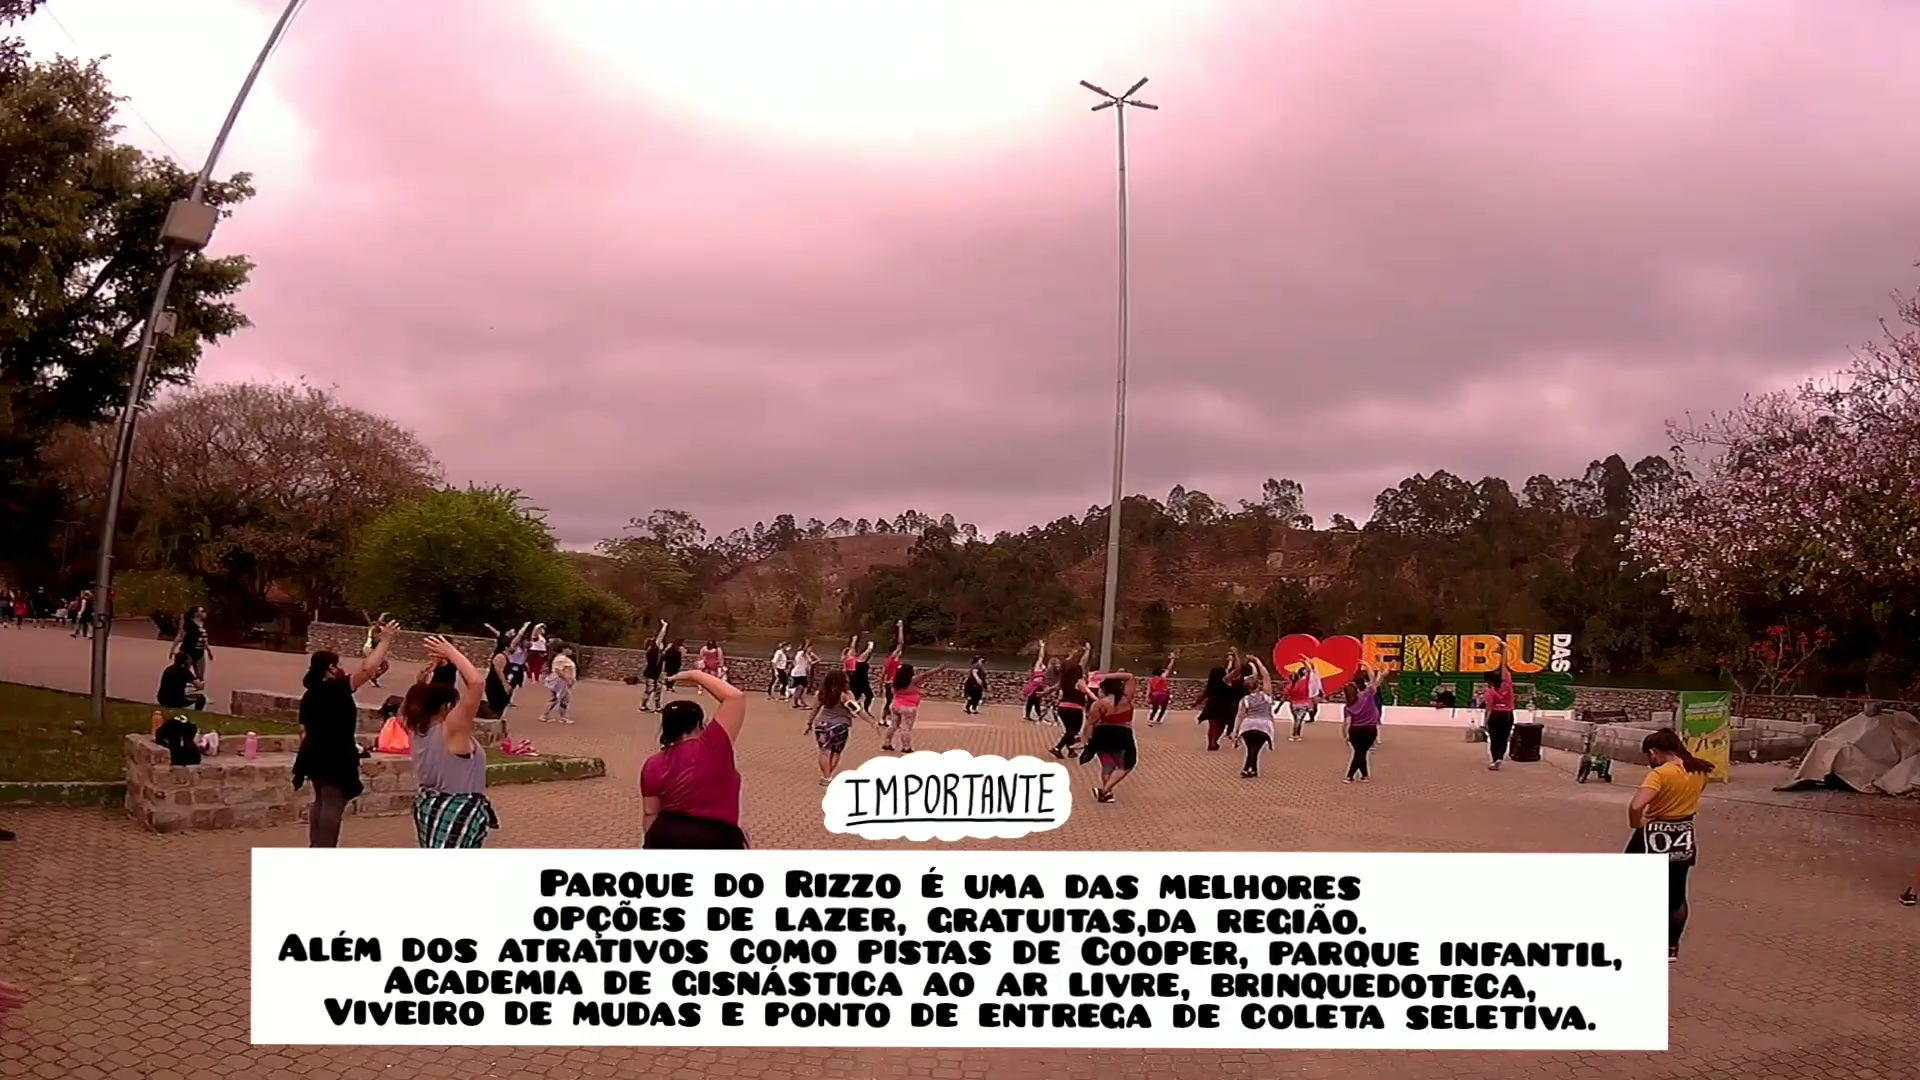 EMBU
DAS
ARTES
IMPORTANTE
04
Parque do Rizzo é uma das melhores
opções de lazer, gratuitas,da região.
Além dos atrativos como pistas de Cooper, parque infantil,
Academia de gisnástica ao ar livre, brinquedoteca,
Viveiro de mudas e ponto de entrega de coleta seletiva.